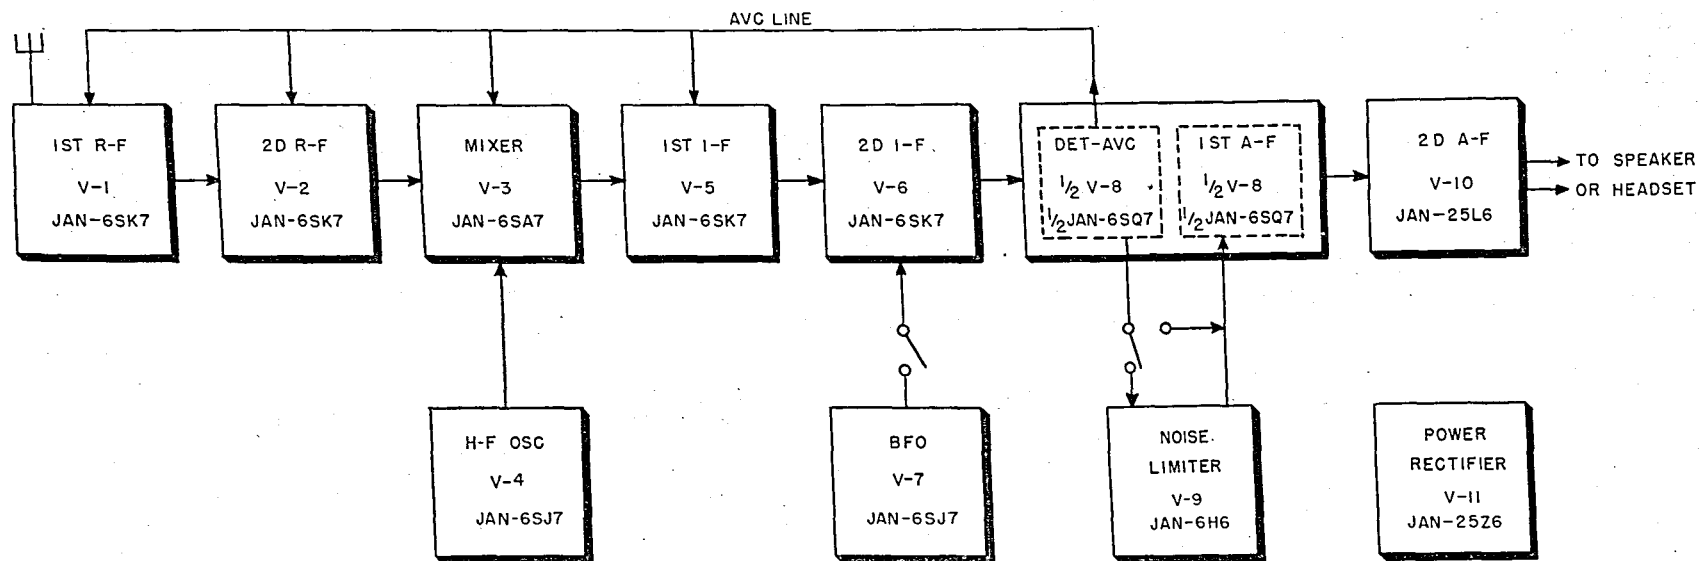 AVC LINE
1ST R-F
V-1
JAN-6SK7
2D R-F
V-2
JAN-6SK7
MIXER
V-3
JAN-6SA7
1ST I-F
V-5
JAN-6SK7
2D I-F
V-6
JAN-6SK7
DET-AVC
1/2 V-8
1/2 JAN-6SQ7
1ST A-F
1/2 V-8
1/2 JAN-6SQ7
2D A-F
V-10
JAN-25L6
TO SPEAKER
OR HEADSET
H-F OSC
V-4
JAN-6SJ7
BFO
V-7
JAN-6SJ7
NOISE
LIMITER
V-9
JAN-6H6
POWER
RECTIFIER
V-11
JAN-25Z6